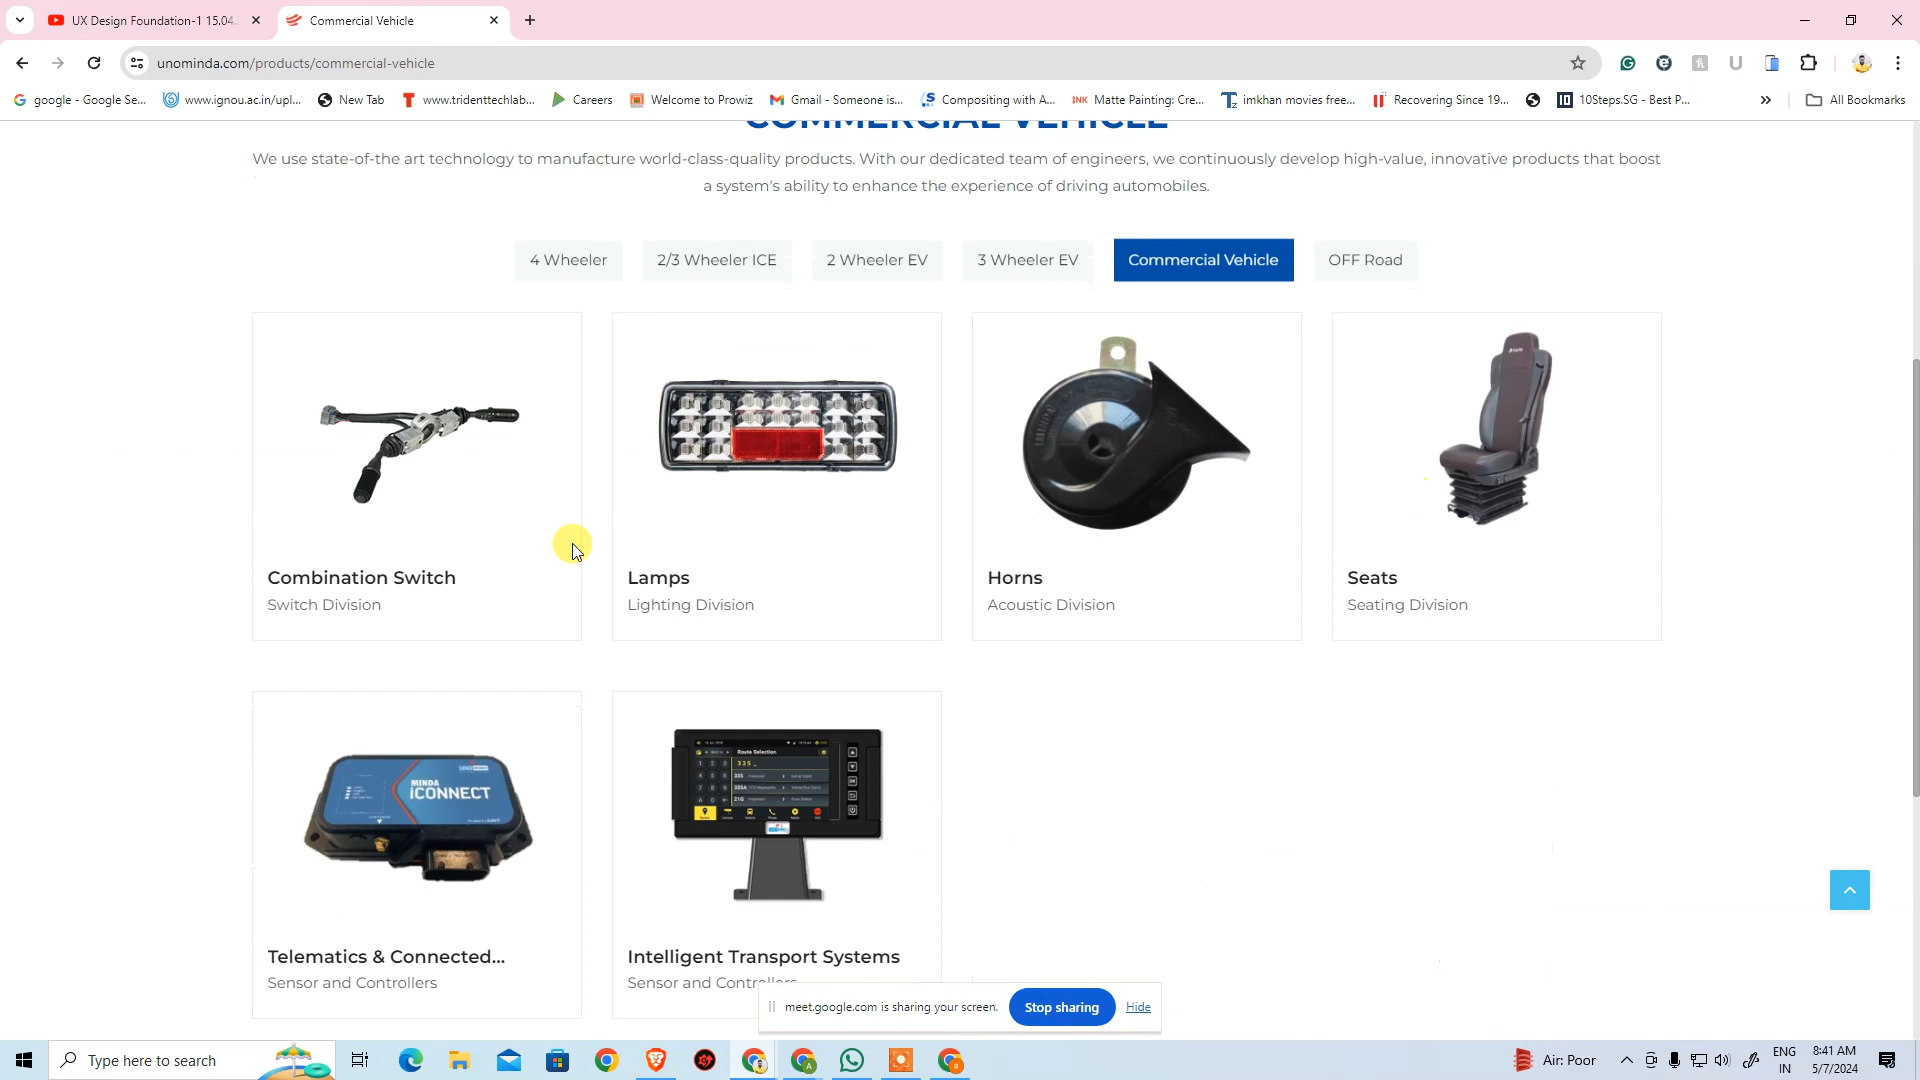 UX Design Foundation-1 15.04.
Commercial Vehicle
unominda.com/products/commercial-vehicle
google - Google Se...
www.ignou.ac.in/upl...
New Tab
www.tridenttechlab...
Careers
Welcome to Prowiz
Gmail - Someone is...
Compositing with A...
INK Matte Painting: Cre...
imkhan movies free...
Recovering Since 19...
10Steps.SG - Best P...
All Bookmarks
COMMERCIAL VEHICLE
We use state-of-the art technology to manufacture world-class-quality products. With our dedicated team of engineers, we continuously develop high-value, innovative products that boost
a system's ability to enhance the experience of driving automobiles.
4 Wheeler
2/3 Wheeler ICE
2 Wheeler EV
3 Wheeler EV
Commercial Vehicle
OFF Road
Combination Switch
Switch Division
Lamps
Lighting Division
Horns
Acoustic Division
Seats
Seating Division
MINDA
iCONNECT
Route Selection
335
Telematics & Connected...
Sensor and Controllers
Intelligent Transport Systems
Sensor and Controllers
meet.google.com is sharing your screen.
Stop sharing
Hide
Type here to search
Air: Poor
ENG
IN
8:41 AM
5/7/2024